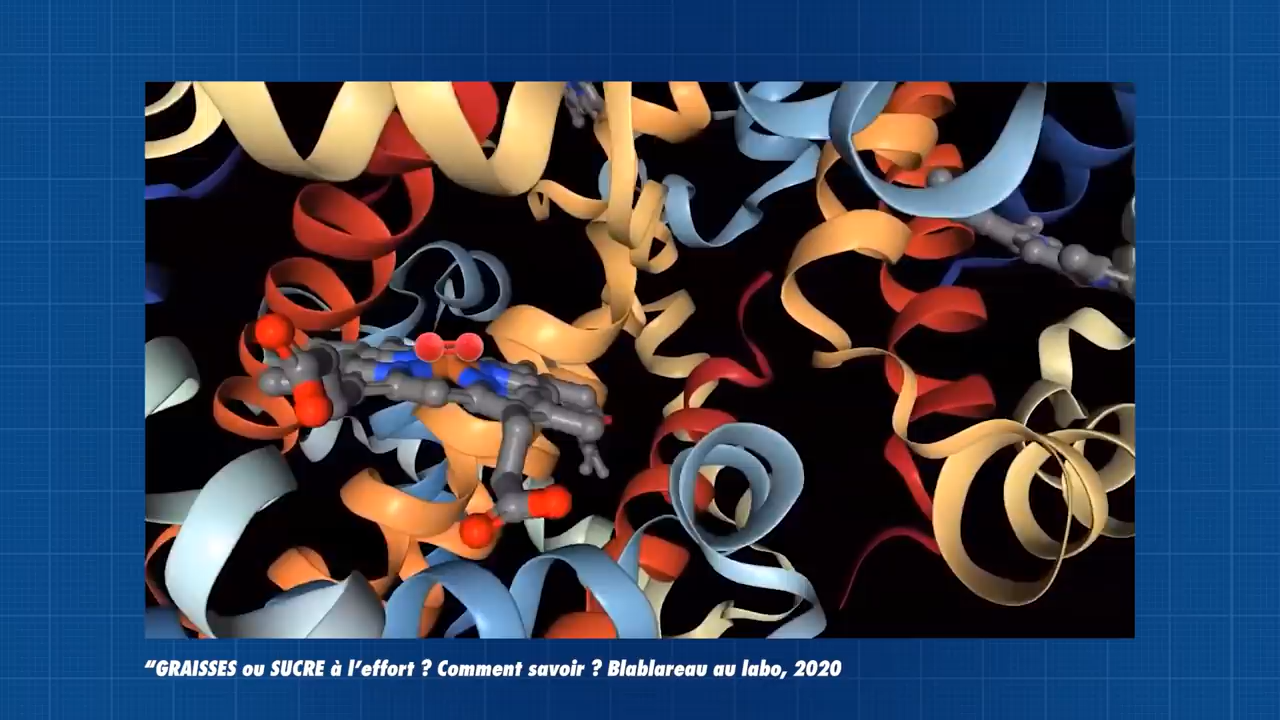 “GRAISSES ou SUCRE à l’effort ? Comment savoir ? Blablareau au labo, 2020